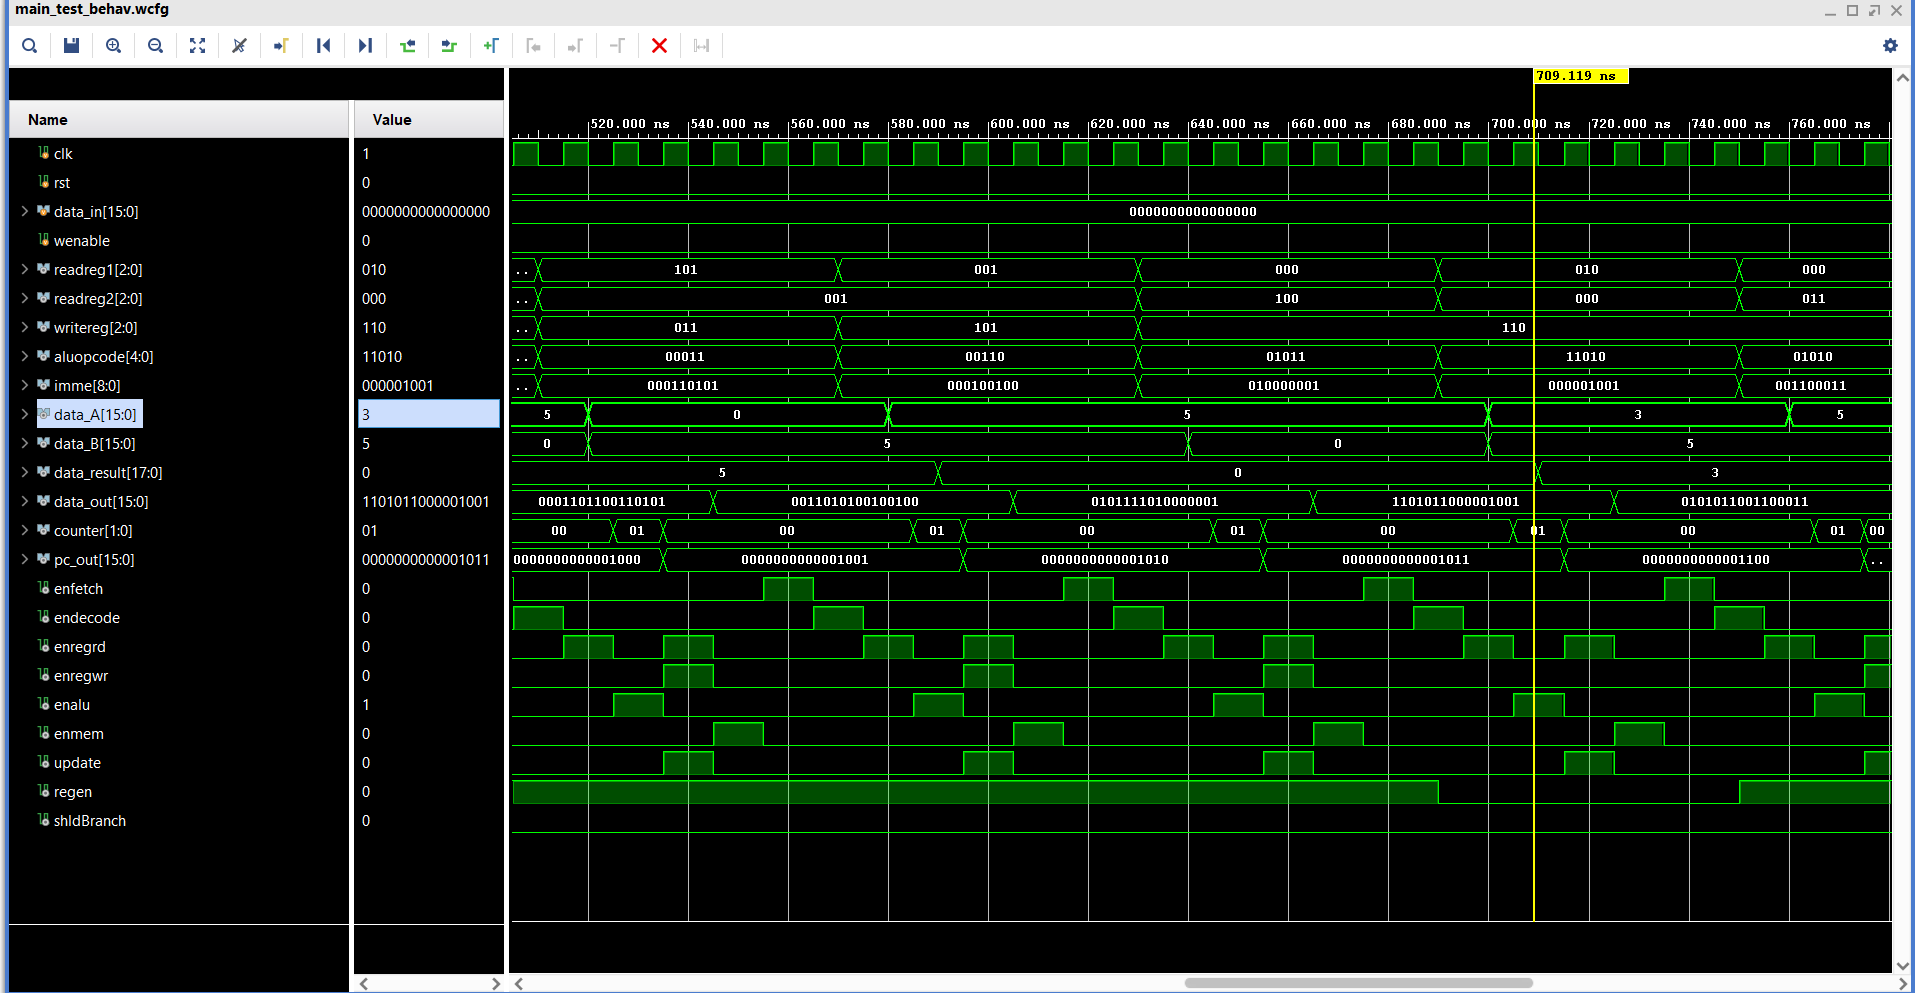 main_test_behav.wcfg
709.119 ns
Name Value
520.000 ns 540.000 ns 560.000 ns 580.000 ns 600.000 ns 620.000 ns 640.000 ns 660.000 ns 680.000 ns 700.000 ns 720.000 ns 740.000 ns 760.000 ns
clk 1
rst 0
data_in[15:0] 0000000000000000 0000000000000000
wenable 0
readreg1[2:0] 010 .. 101 001 000 010 000
readreg2[2:0] 000 .. 001 100 000 011
writereg[2:0] 110 .. 011 101 110
aluopcode[4:0] 11010 .. 00011 00110 01011 11010 01010
imme[8:0] 000001001 .. 000110101 000100100 010000001 000001001 001100011
data_A[15:0] 3 5 0 5 3 5
data_B[15:0] 5 0 5 0 5
data_result[17:0] 0 5 0 3
data_out[15:0] 1101011000001001 0001101100110101 0011010100100100 0101111010000001 1101011000001001 0101011001100011
counter[1:0] 01 00 01 00 01 00 01 00 01 00 01 00
pc_out[15:0] 0000000000001011 0000000000001000 0000000000001001 0000000000001010 0000000000001011 0000000000001100 ..
enfetch 0
endecode 0
enregrd 0
enregwr 0
enalu 1
enmem 0
update 0
regen 0
shldBranch 0